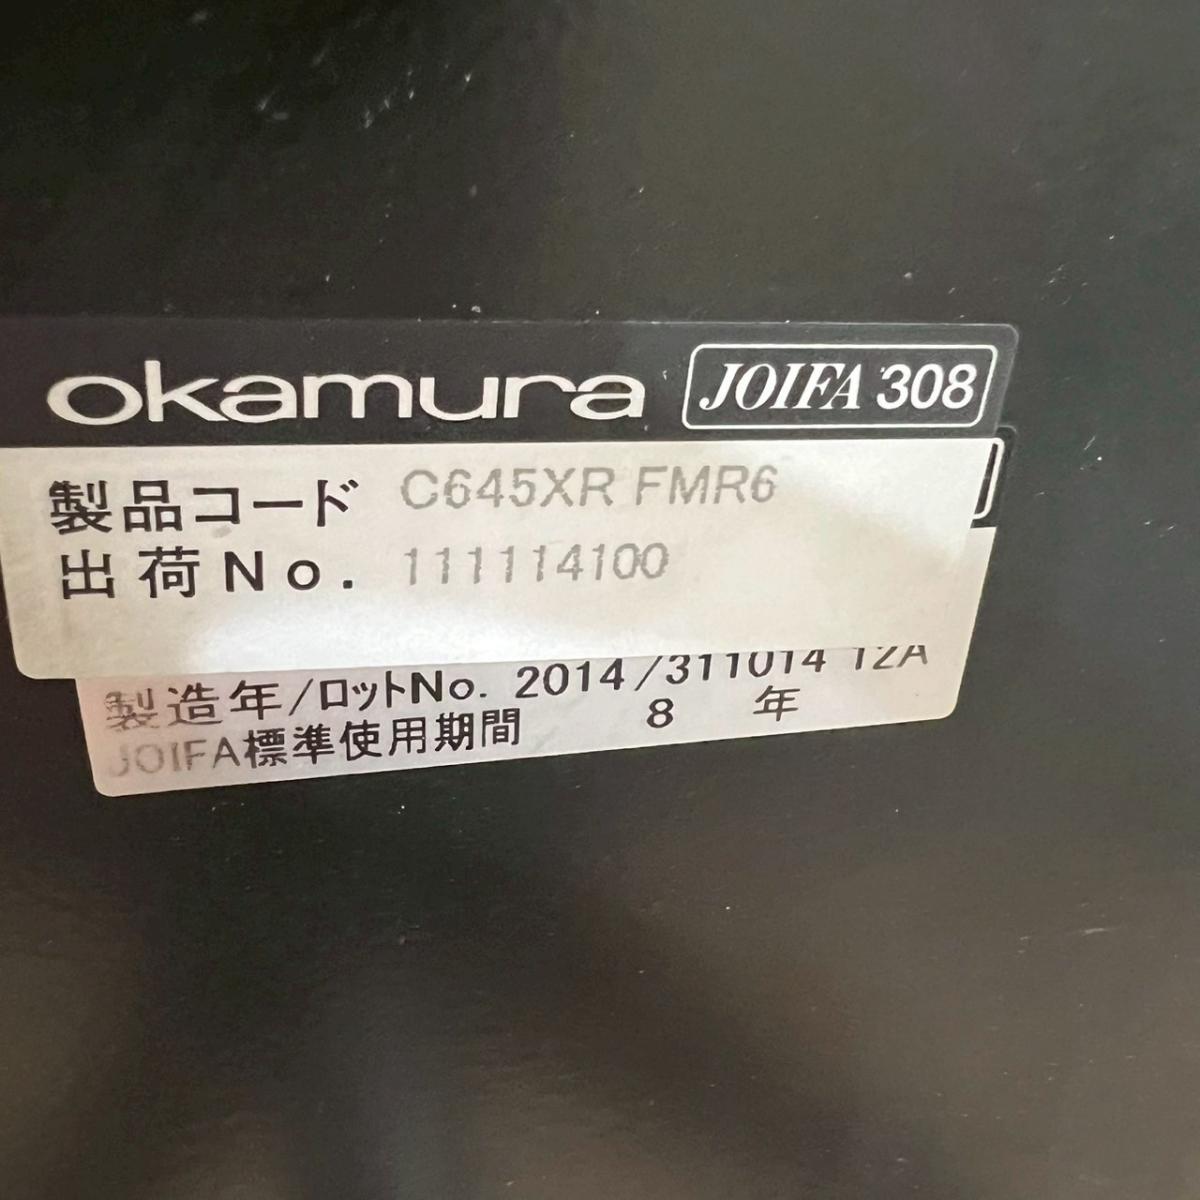 okamura JOIFA 308
製品コード C645XR FMR6
出荷No. 111114100
製造年/ロットNo. 2014/311014 12A
JOIFA標準使用期間 8 年